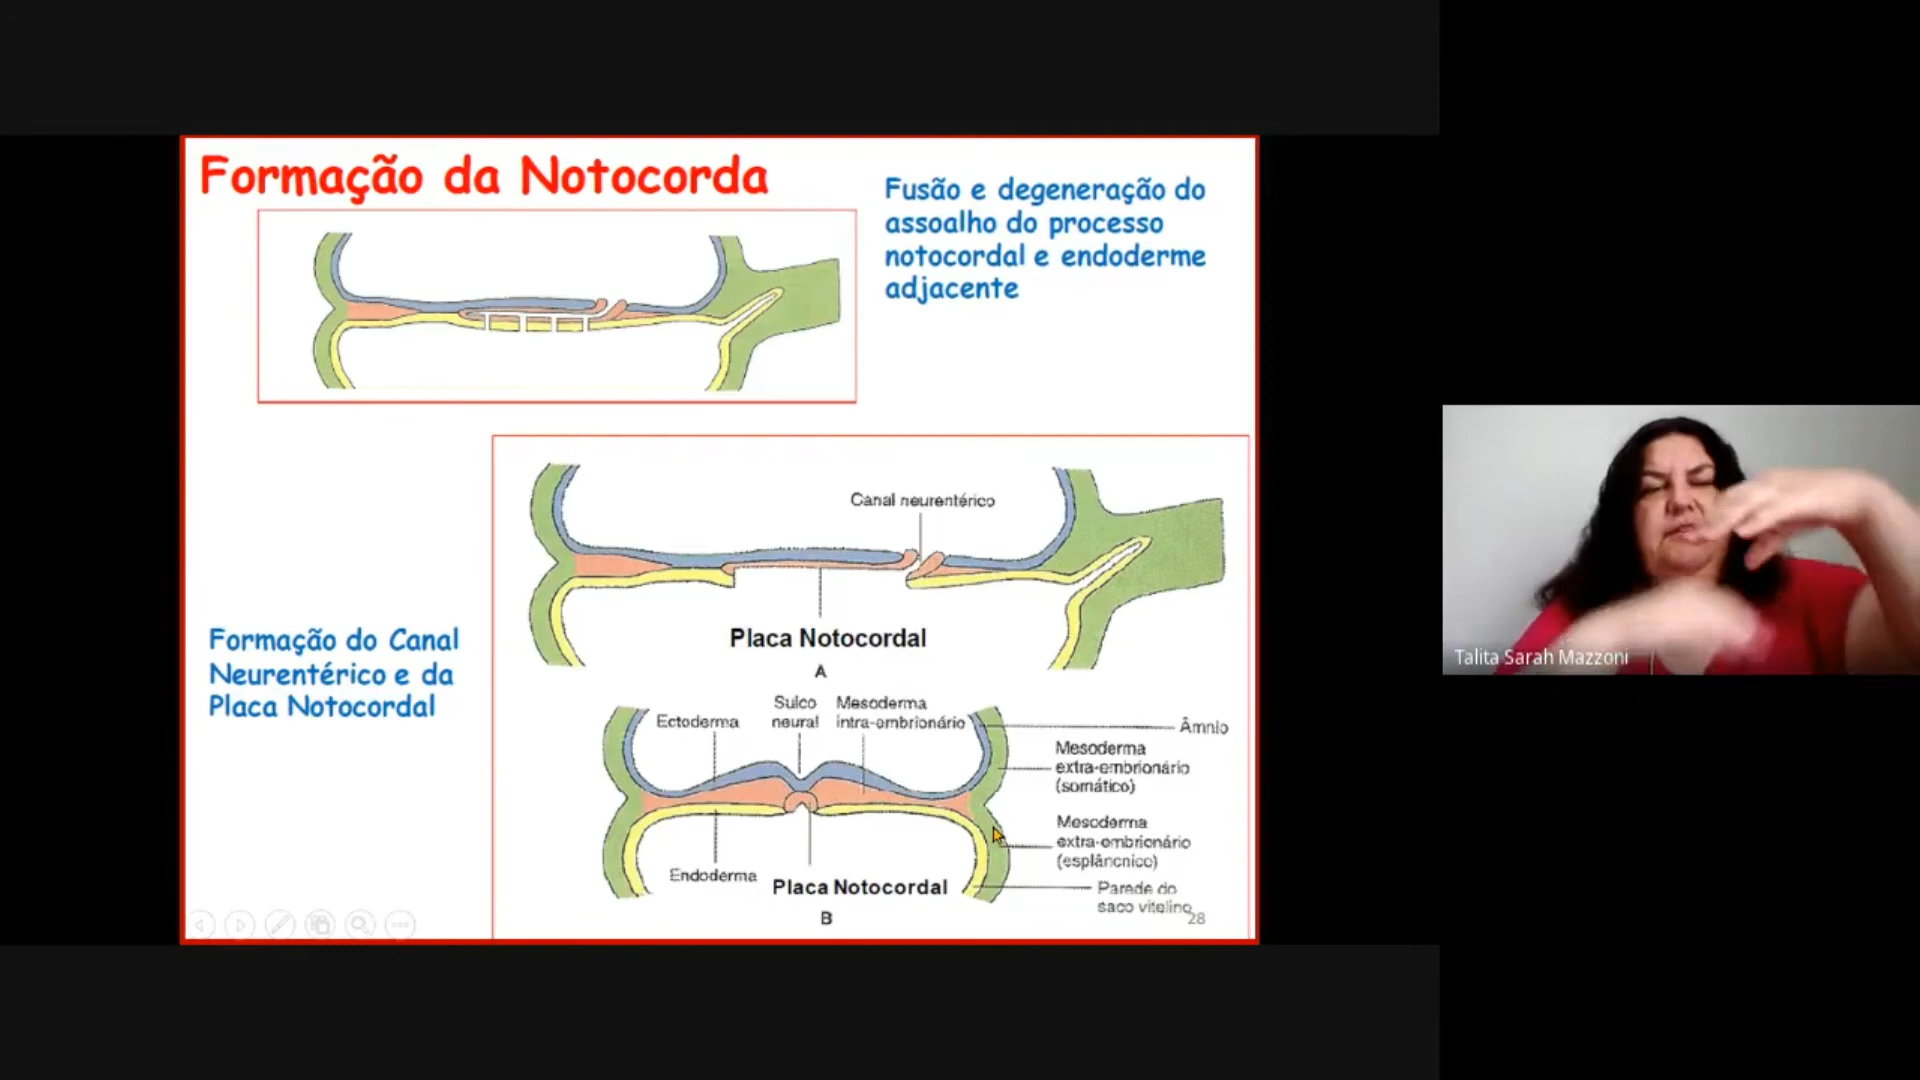 Formação da Notocorda
Fusão e degeneração do
assoalho do processo
notocordal e endoderme
adjacente
Canal neurentérico
Placa Notocordal
A
Formação do Canal
Neurentérico e da
Placa Notocordal
Ectoderma
Sulco
neural
Mesoderma
intra-embrionário
Âmnio
Mesoderma
extra-embrionário
(somático)
Mesoderma
extra-embrionário
(esplâncnico)
Endoderma
Placa Notocordal
Parede do
saco vitelino
B
28
Talita Sarah Mazzoni